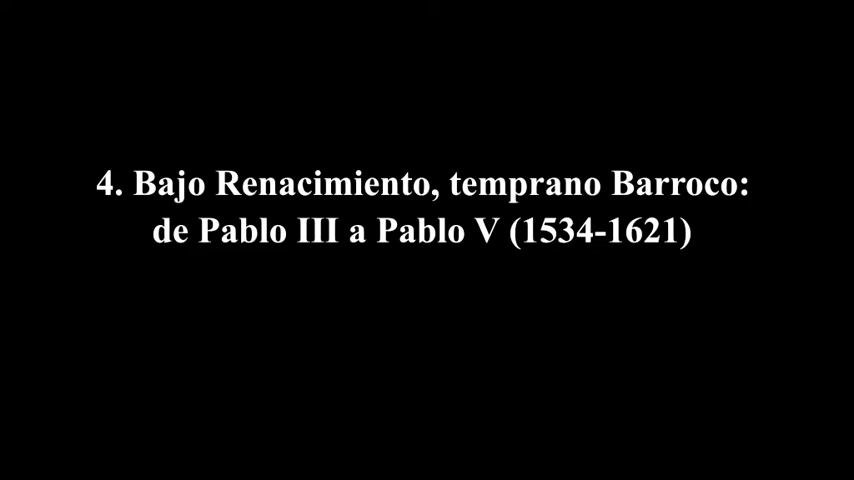 4. Bajo Renacimiento, temprano Barroco:
de Pablo III a Pablo V (1534-1621)